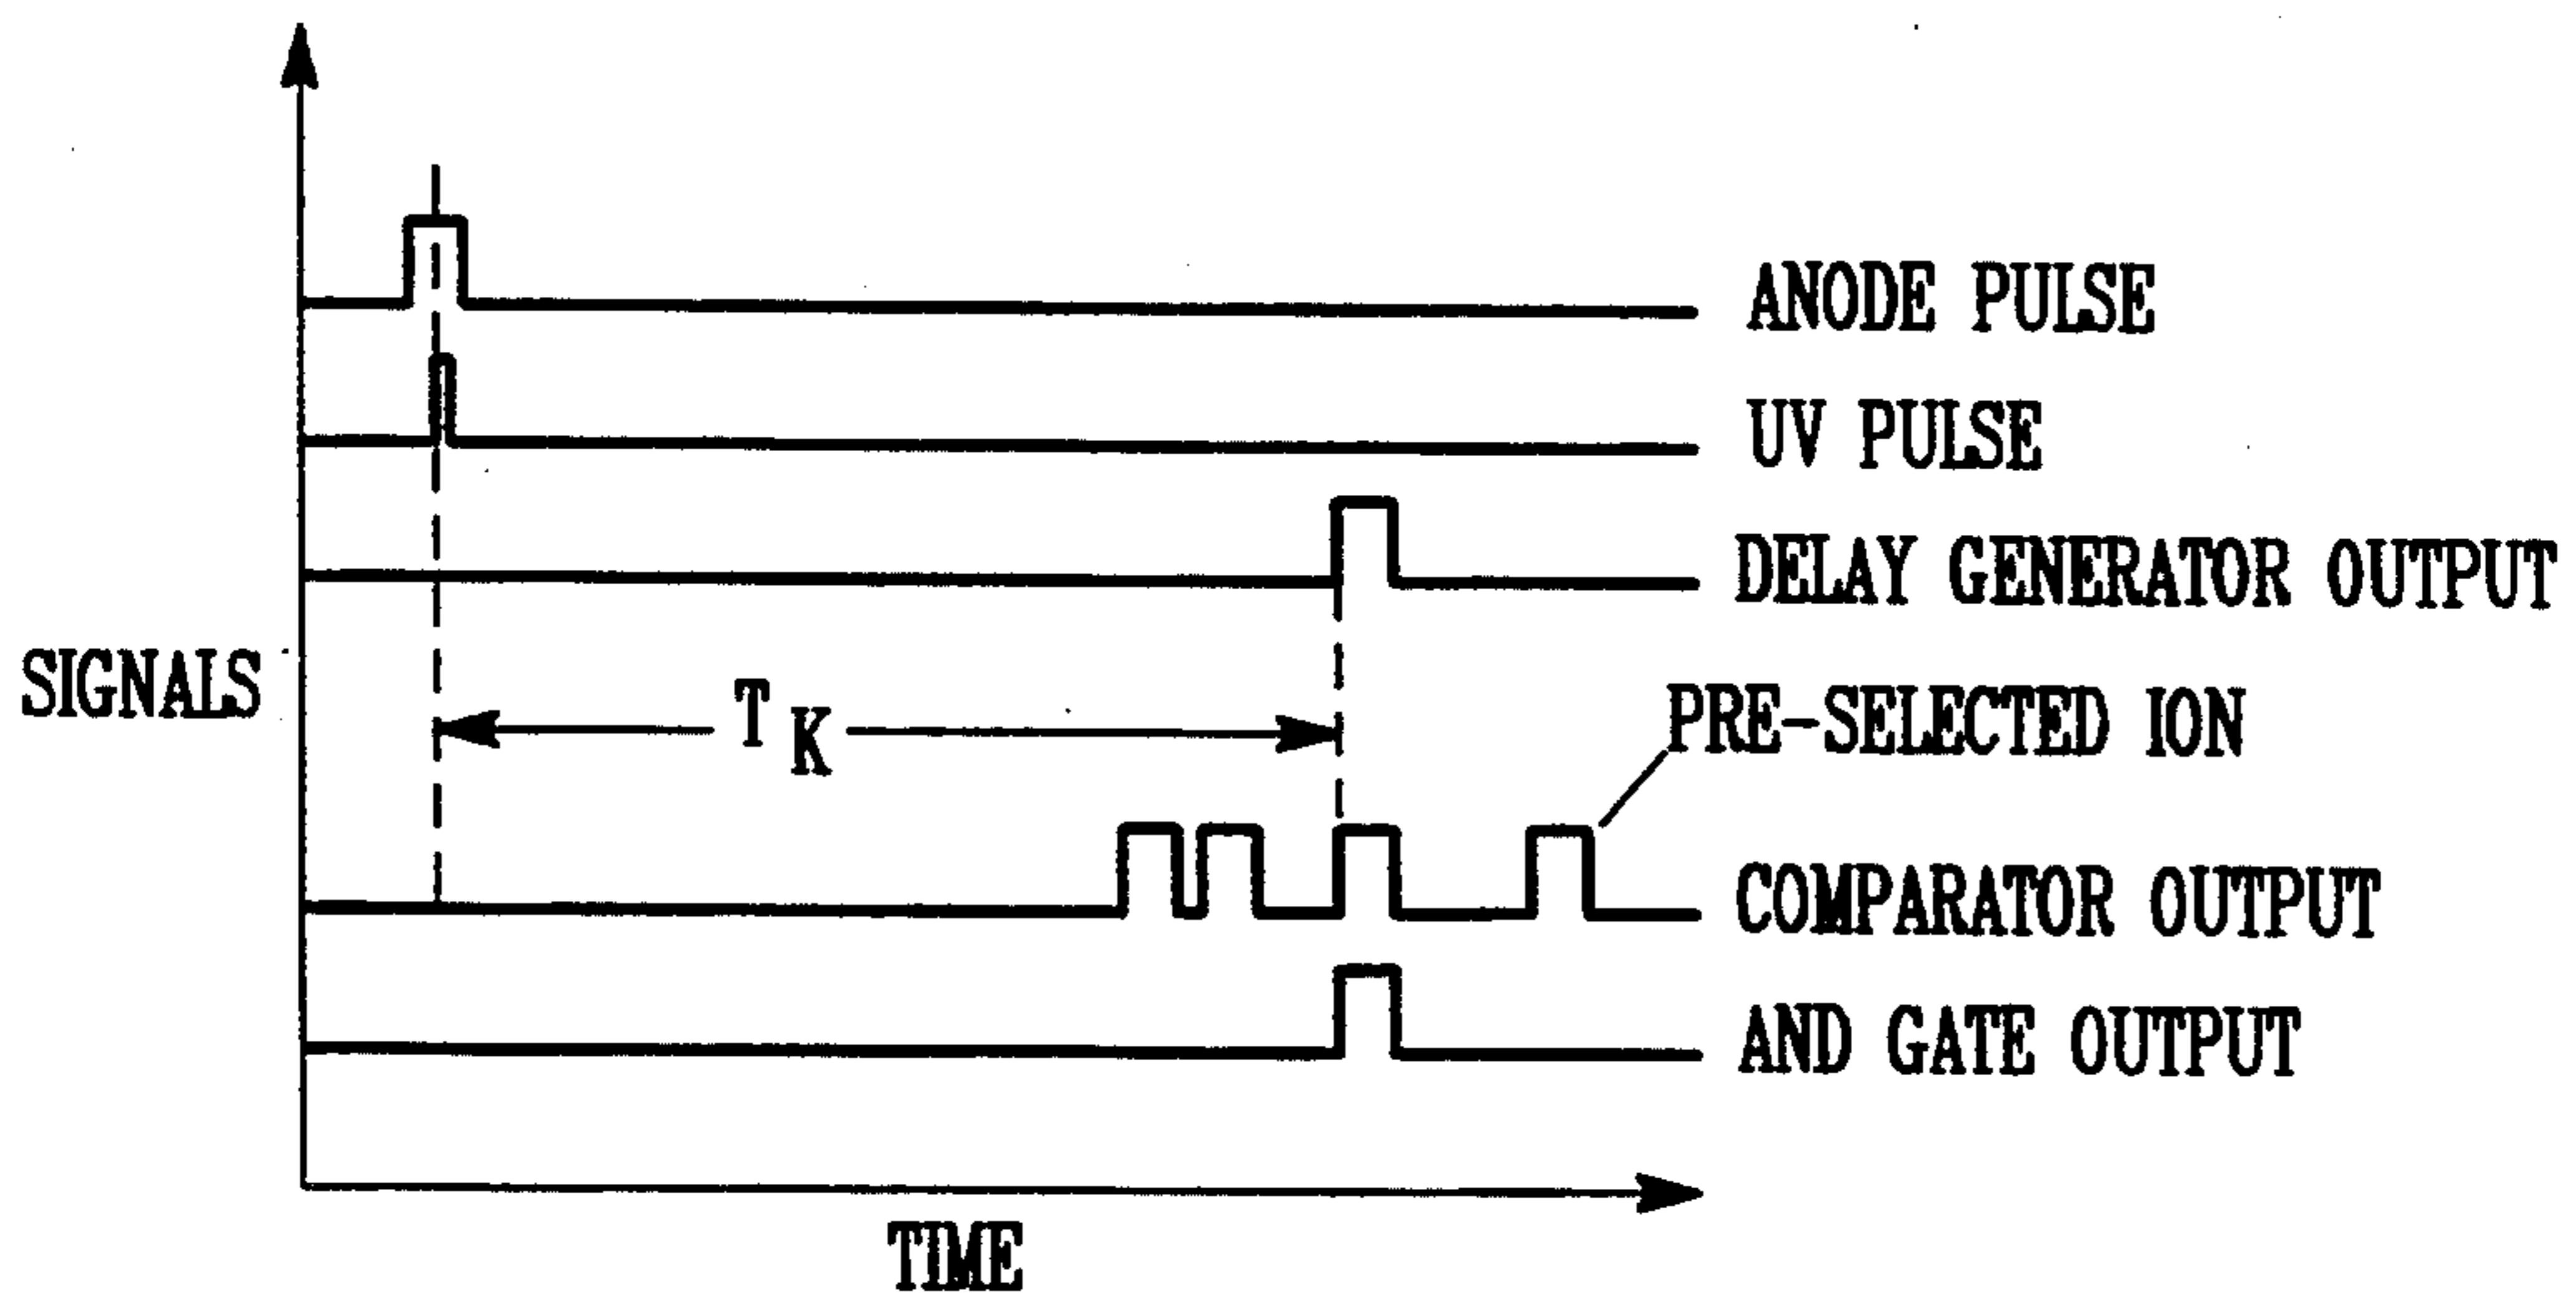 ANODE PULSE
UV PULSE
DELAY GENERATOR OUTPUT
SIGNALS
T K
PRE-SELECTED ION
COMPARATOR OUTPUT
AND GATE OUTPUT
TIME